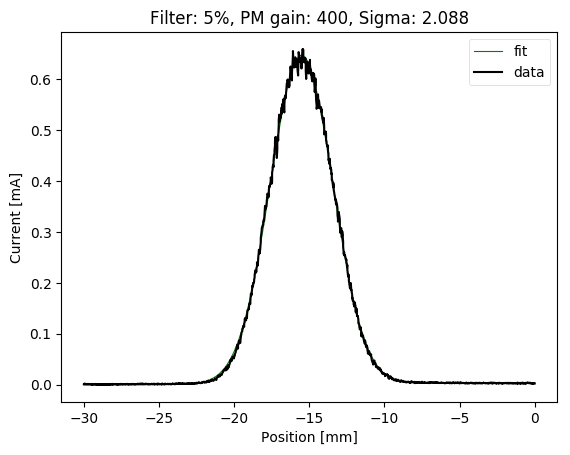 Filter: 5%, PM gain: 400, Sigma: 2.088
fit
data
0.6
0.5
0.4
0.3
0.2
0.1
0.0
Current [mA]
−30
−25
−20
−15
−10
−5
0
Position [mm]